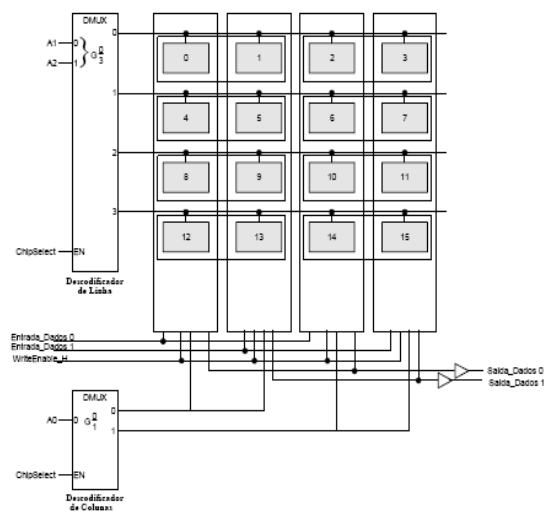 DMUX
0
A1 0 G 0
A2 1 3
0 1 2 3
1
4 5 6 7
2
8 9 10 11
3
12 13 14 15
ChipSelect EN
Descodificador
de Linha
Entrada_Dados 0
Entrada_Dados 1
WriteEnable_H
Saída_Dados 0
Saída_Dados 1
DMUX
A0 0 G 0 0
1 1
ChipSelect EN
Descodificador
de Colunas